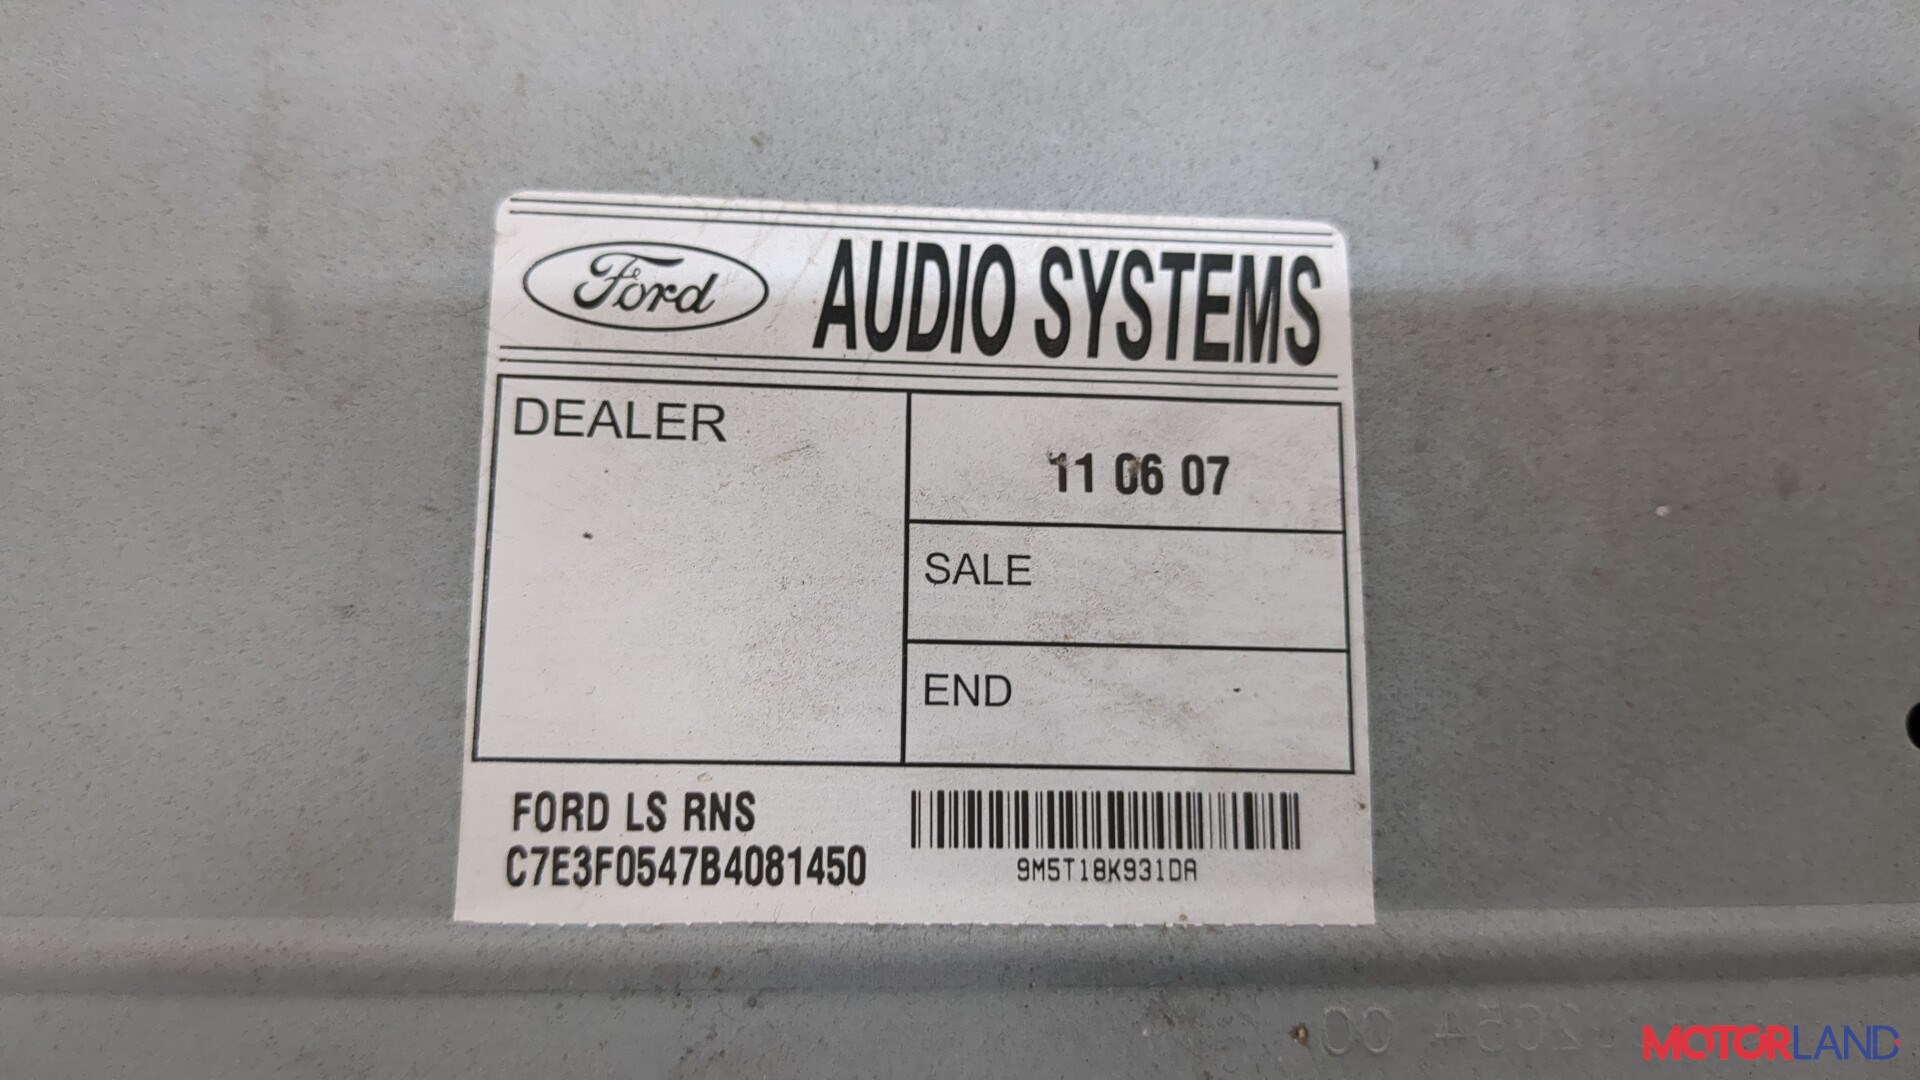 Ford AUDIO SYSTEMS
DEALER
11 06 07
SALE
END
FORD LS RNS
C7E3F0547B4081450
9M5T18K931DA
MOTORLAND